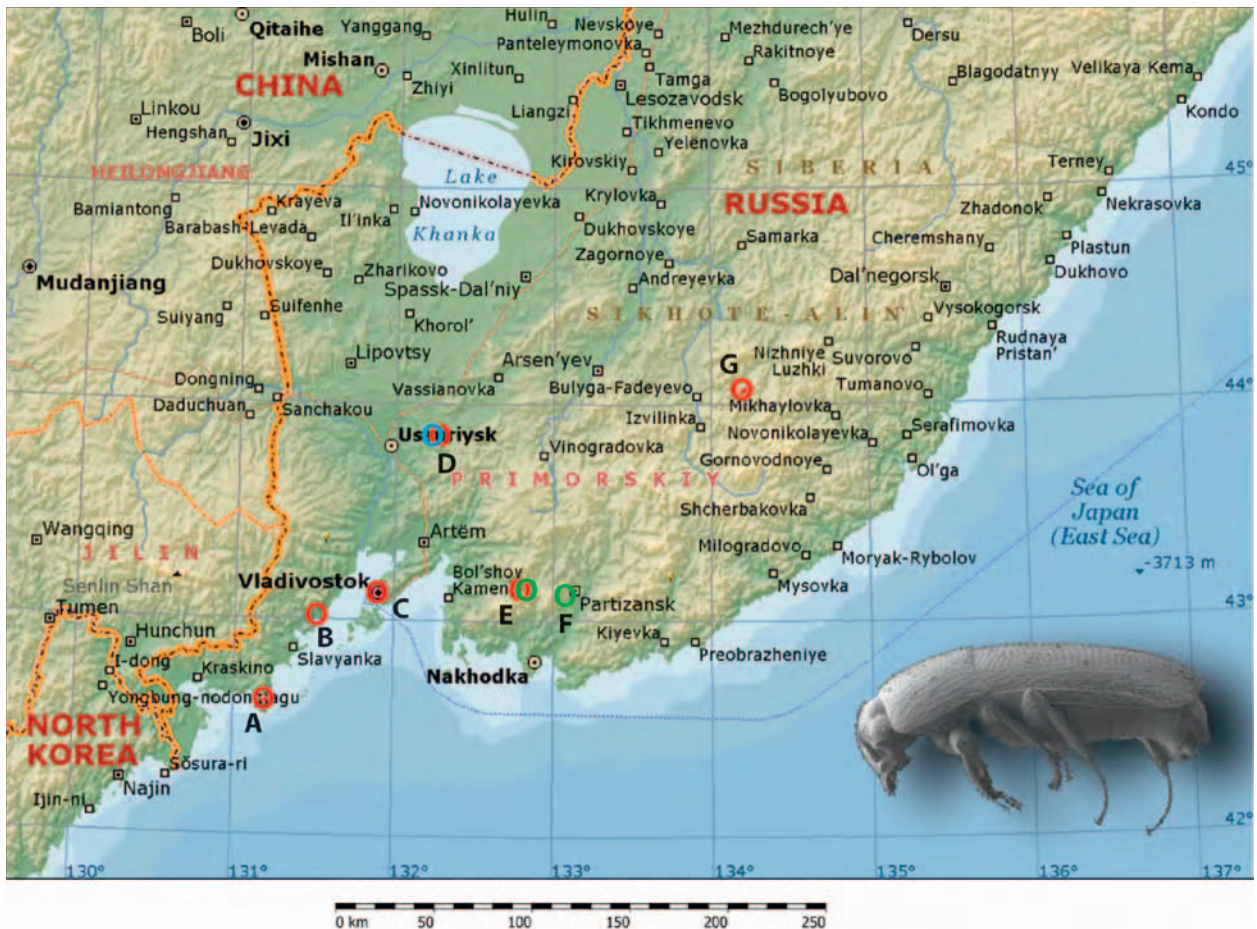 Hulin
Nevskoye
Mezhdurech'ye
Dersu
Boli
Qitaihe
Yanggang
Panteleymonovka
Rakitnoye
Mishan
Xinlitun
Tamga
Blagodatnyy
Velikaya Kema
CHINA
Zhiyi
Liangzi
Lesozavodsk
Bogolyubovo
Kondo
Linkou
Tikhmenevo
Hengshan
Jixi
Yelënovka
Kirovskiy
SIBERIA
Terney
HEILONGJIANG
Lake
Khanka
45°
Bamiantong
Krayeva
Il'inka
Novonikolayevka
Krylovka
RUSSIA
Zhadonok
Nekrasovka
Barabash-Levada
Dukhovskoye
Samarka
Cheremshany
Plastun
Dukhovskoye
Zharikovo
Zagornoye
Dukhovo
Mudanjiang
Spassk-Dal'niy
Andreyevka
Dal'negorsk
Suiyang
Suifenhe
Khorol'
SIKHOTE-ALIN'
Vysokogorsk
Rudnaya
Pristan'
Lipovtsy
Arsen'yev
Nizhniye
Luzhki
Suvorovo
Dongning
Vassianovka
Bulyga-Fadeyevo
G
Tumanovo
44°
Daduchuan
Sanchakou
Izvilinka
Mikhaylovka
Ussuriysk
Vinogradovka
Novonikolayevka
Serafimovka
D
PRIMORSKIY
Gornovodnoye
Ol'ga
Sea of
Japan
(East Sea)
Shcherbakovka
Wangqing
Artëm
JILIN
Milogradovo
Moryak-Rybolov
-3713 m
Senlin Shan
Vladivostok
Bol'shoy
Kamen
Mysovka
Tumen
C
E
F
Partizansk
43°
Hunchun
B
Kiyevka
I-dong
Kraskino
Slavyanka
Nakhodka
Preobrazheniye
Yongbung-nodongjagu
A
NORTH
KOREA
Sŏsura-ri
Najin
Ijin-ni
42°
130° 131° 132° 133° 134° 135° 136° 137°
0 km 50 100 150 200 250